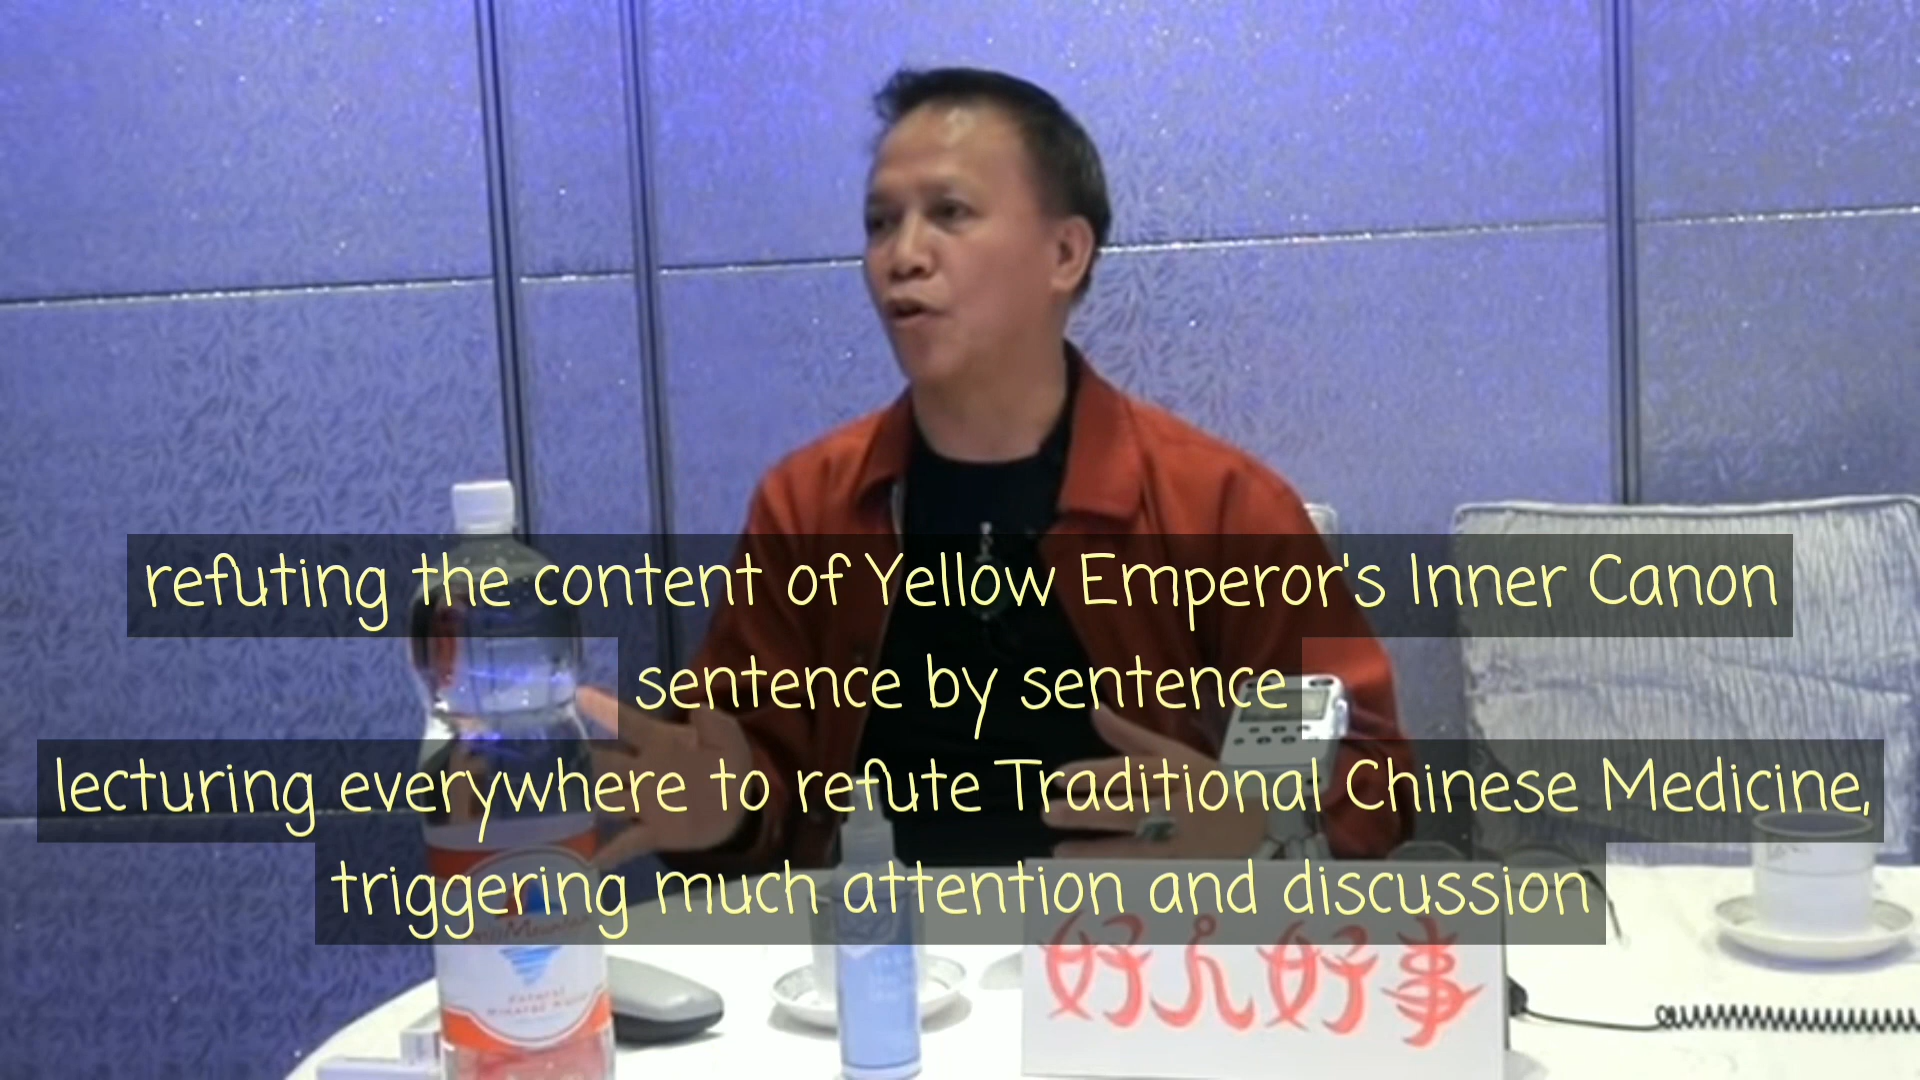 refuting the content of Yellow Emperor's Inner Canon
sentence by sentence
lecturing everywhere to refute Traditional Chinese Medicine,
triggering much attention and discussion
好人好事